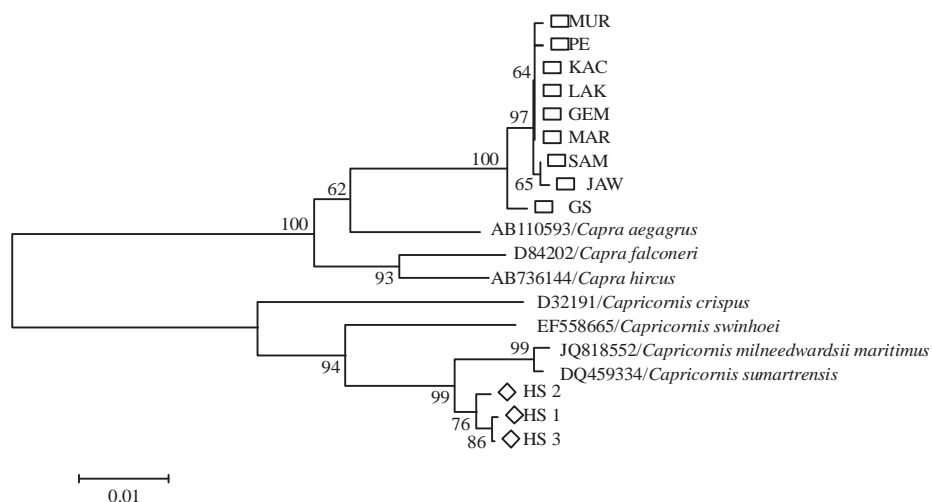 MUR
PE
64
KAC
LAK
GEM
97
MAR
100
SAM
65
JAW
62
GS
100
AB110593/Capra aegagrus
D84202/Capra falconeri
93
AB736144/Capra hircus
D32191/Capricornis crispus
EF558665/Capricornis swinhoei
94
99
JQ818552/Capricornis milneedwardsii maritimus
DQ459334/Capricornis sumartrensis
99
HS 2
76
HS 1
86
HS 3
0.01